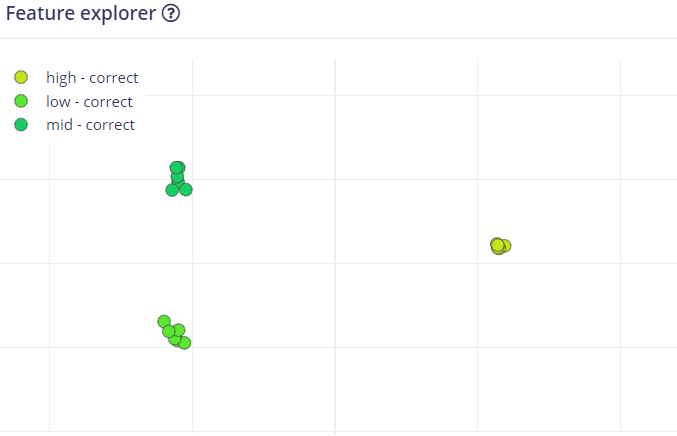 Feature explorer ?
high - correct
low - correct
mid - correct